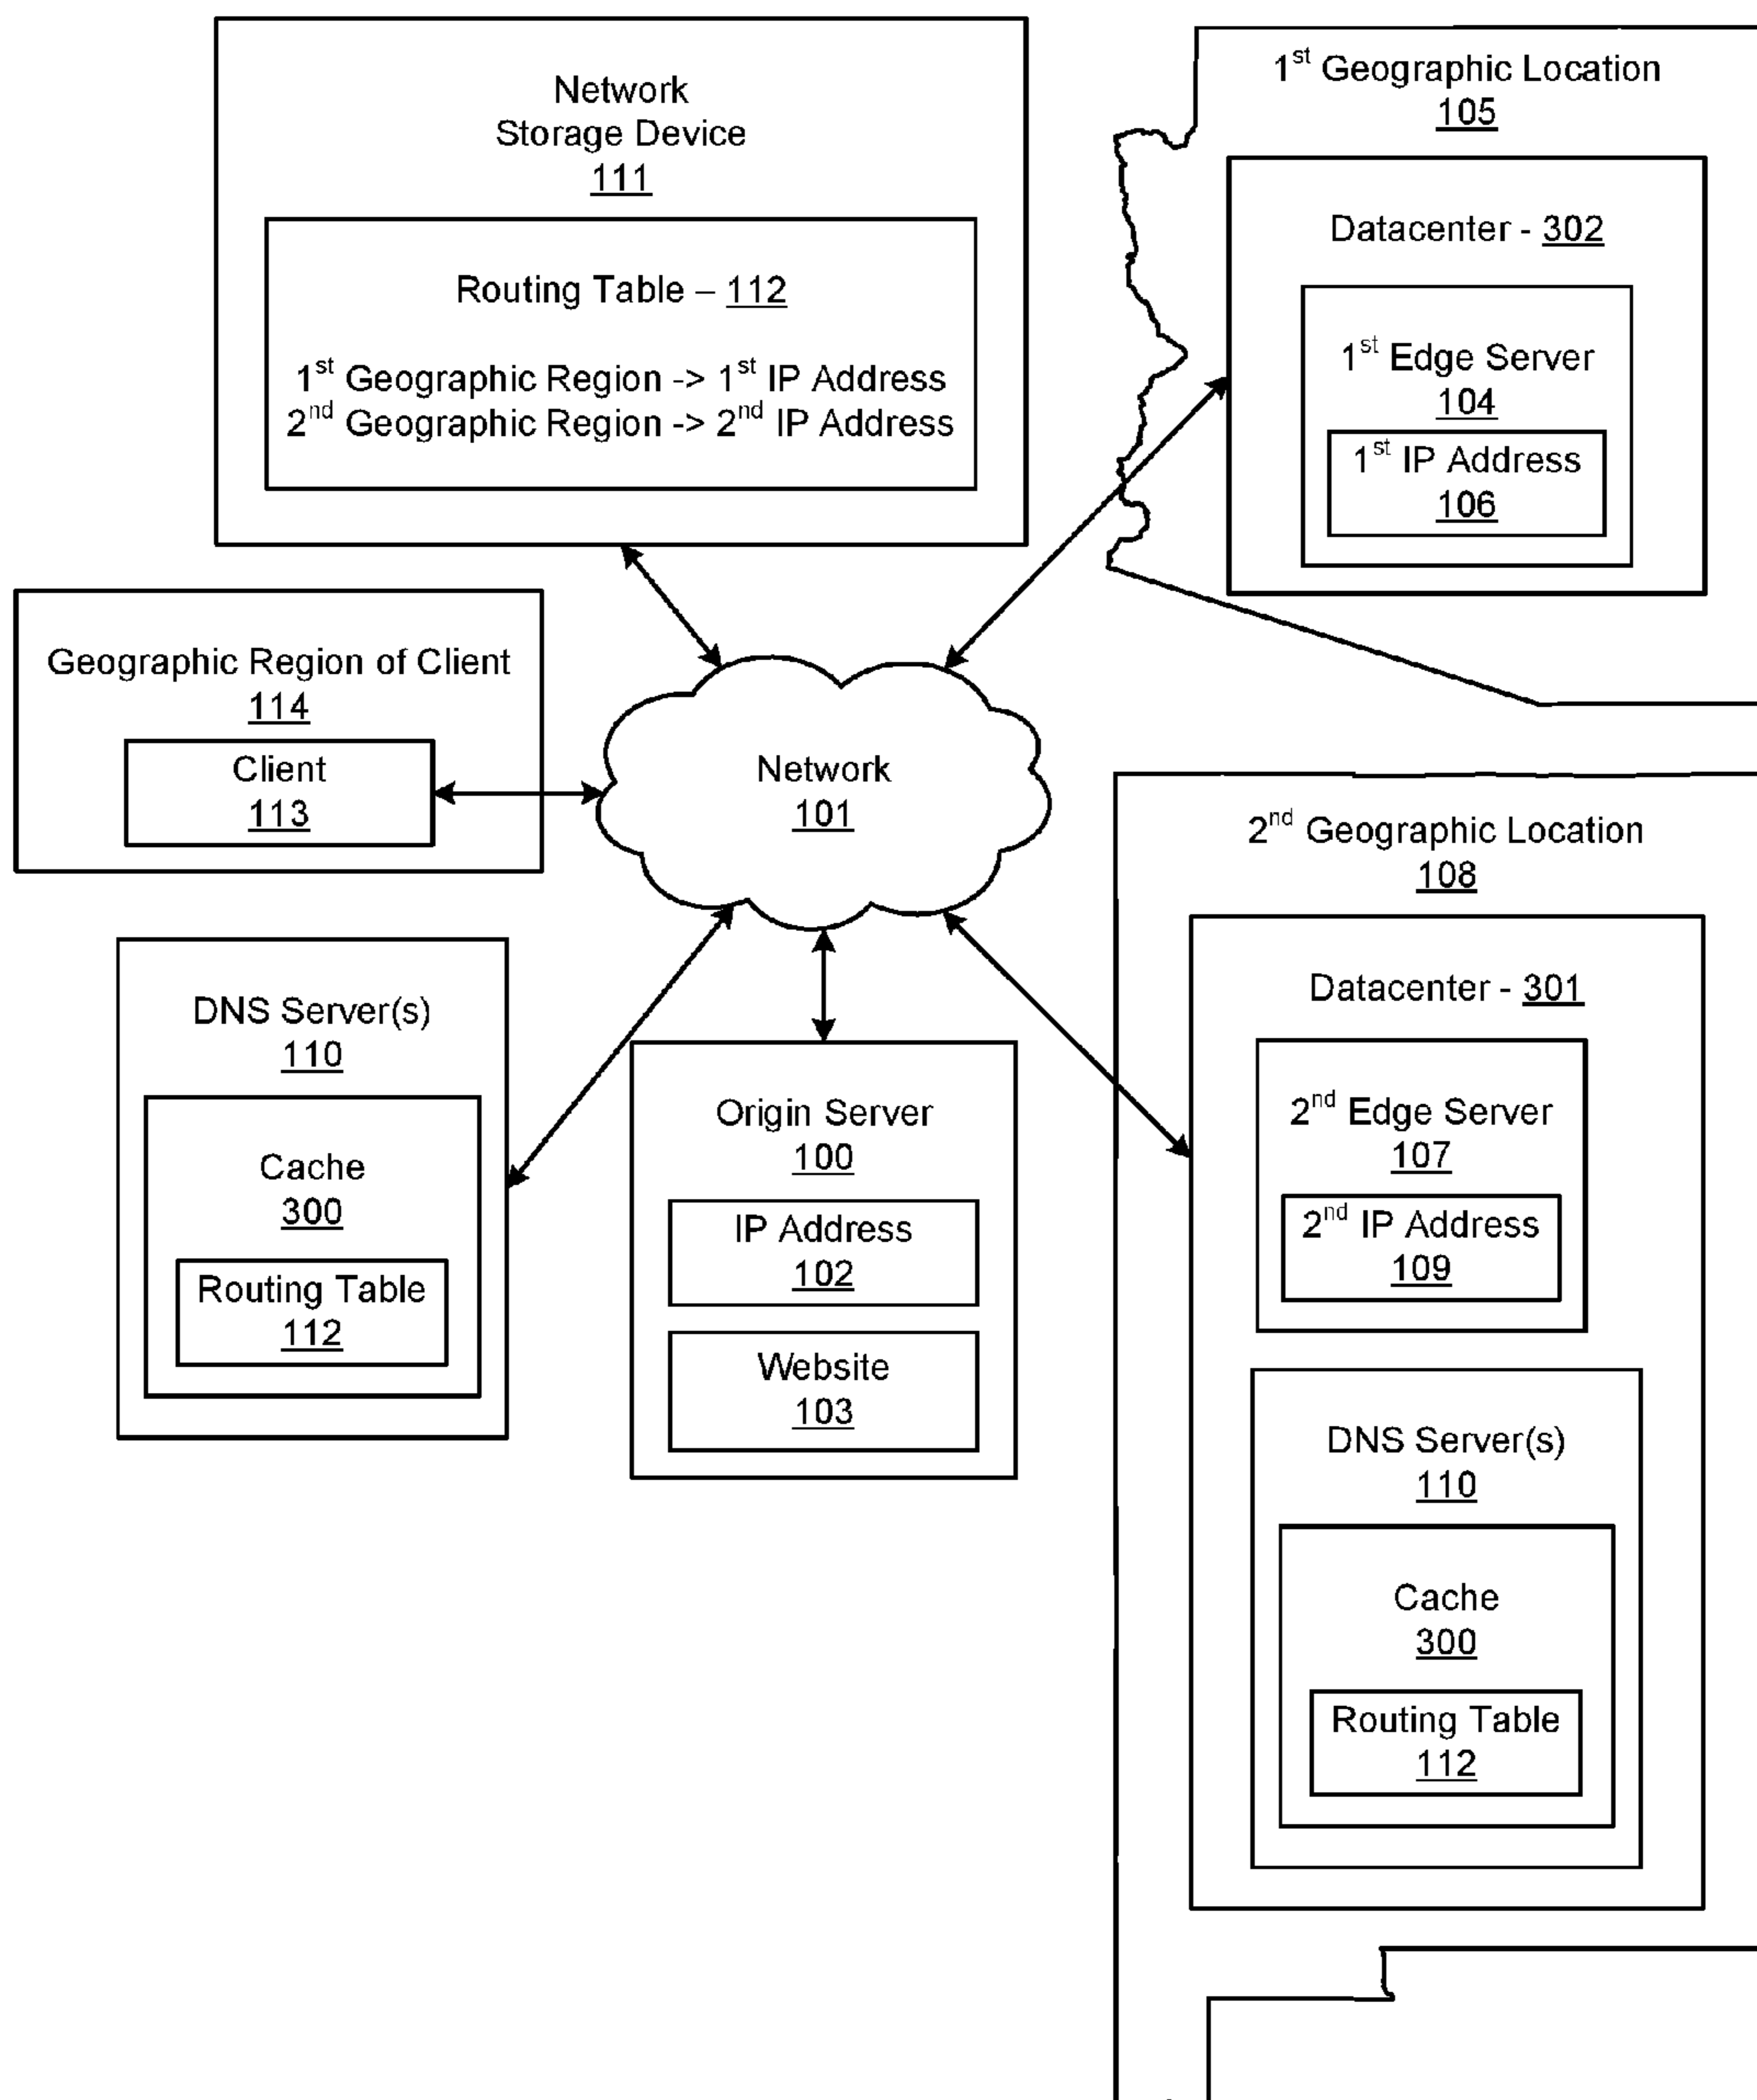 Network
Storage Device
111
Routing Table – 112
1st Geographic Region -> 1st IP Address
2nd Geographic Region -> 2nd IP Address
1st Geographic Location
105
Datacenter - 302
1st Edge Server
104
1st IP Address
106
Geographic Region of Client
114
Client
113
Network
101
2nd Geographic Location
108
Datacenter - 301
2nd Edge Server
107
2nd IP Address
109
DNS Server(s)
110
Cache
300
Routing Table
112
DNS Server(s)
110
Cache
300
Routing Table
112
Origin Server
100
IP Address
102
Website
103